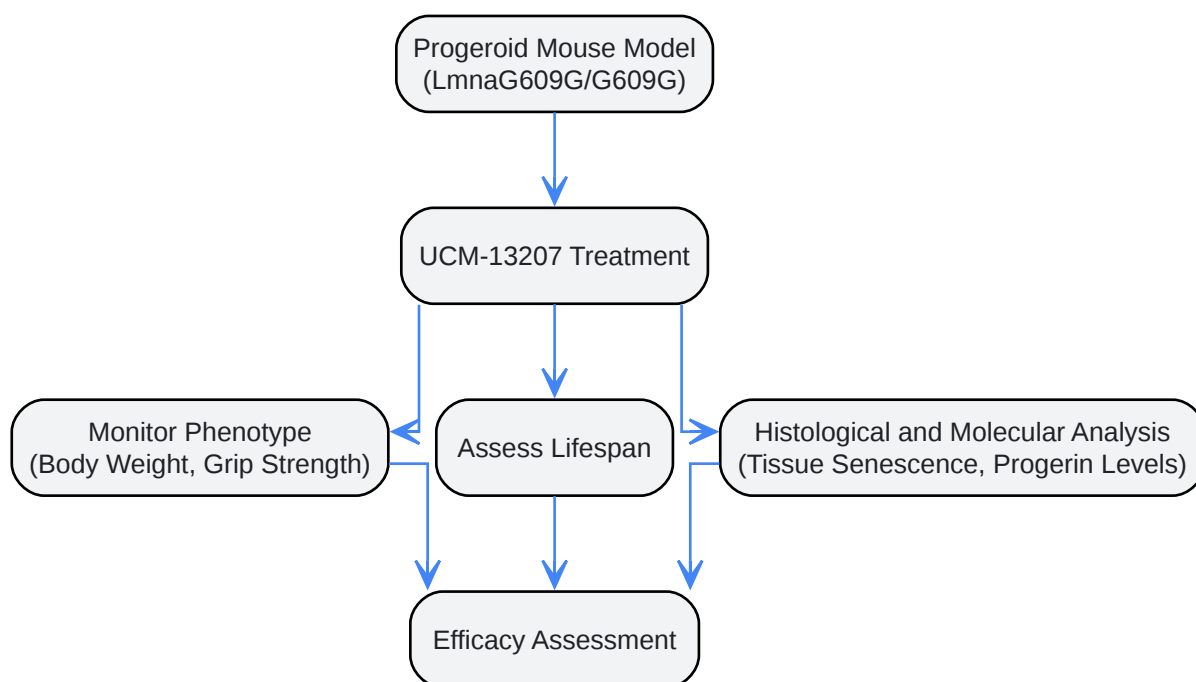 Progeroid Mouse Model
(LmnaG609G/G609G)
UCM-13207 Treatment
Monitor Phenotype
(Body Weight, Grip Strength)
Assess Lifespan
Histological and Molecular Analysis
(Tissue Senescence, Progerin Levels)
Efficacy Assessment